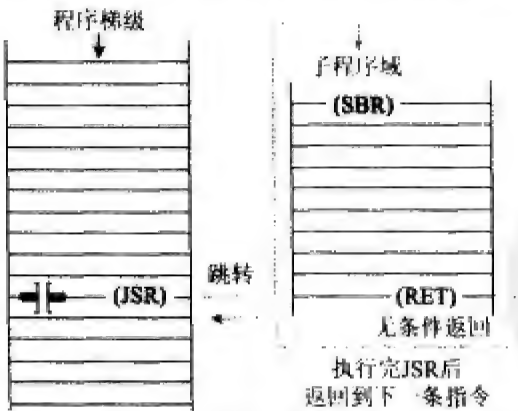 程序梯级
子程序域
(SBR)
跳转
(JSR)
(RET)
无条件返回
执行完JSR后
返回到下一条指令